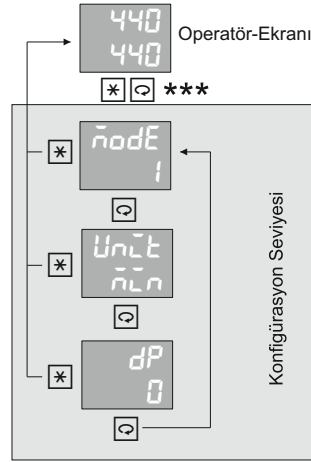 440
440
Operatör-Ekranı
***
modE
1
Unit
min
dP
0
Konfigürasyon Seviyesi